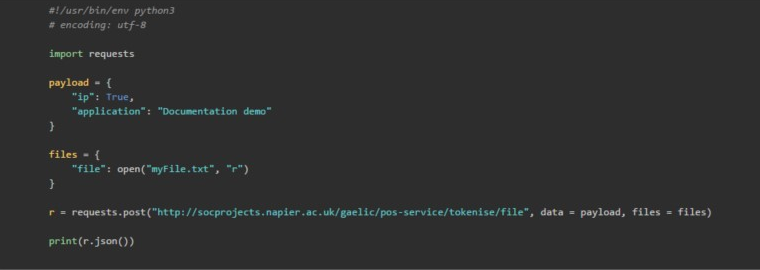 #!/usr/bin/env python3
# encoding: utf-8
import requests
payload = {
"ip": True,
"application": "Documentation demo"
}
files = {
"file": open("myFile.txt", "r")
}
r = requests.post("http://socprojects.napier.ac.uk/gaelic/pos-service/tokenise/file", data = payload, files = files)
print(r.json())